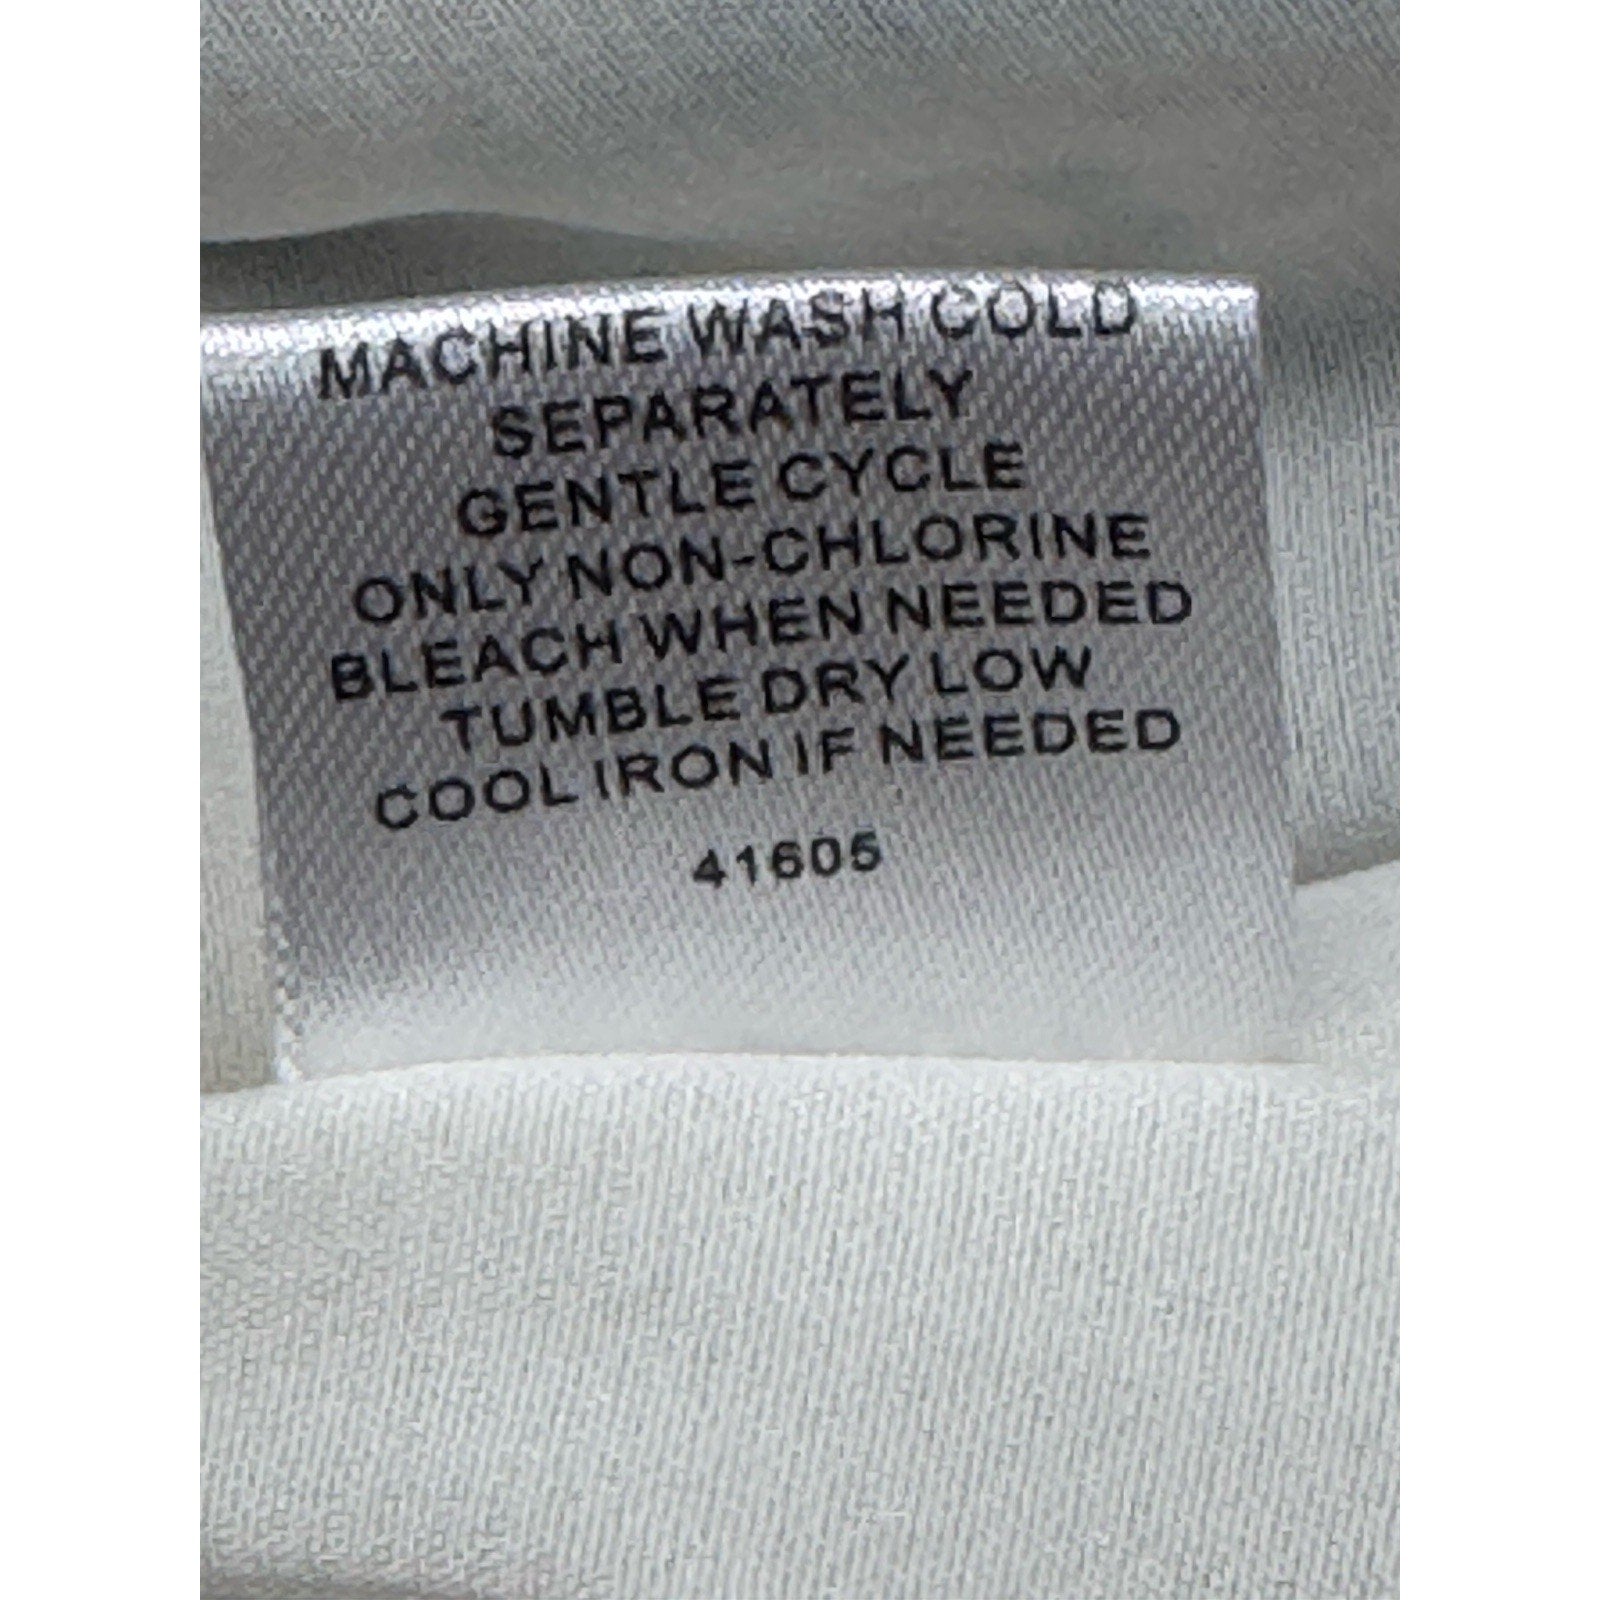 MACHINE WASH COLD
SEPARATELY
GENTLE CYCLE
ONLY NON-CHLORINE
BLEACH WHEN NEEDED
TUMBLE DRY LOW
COOL IRON IF NEEDED
41605